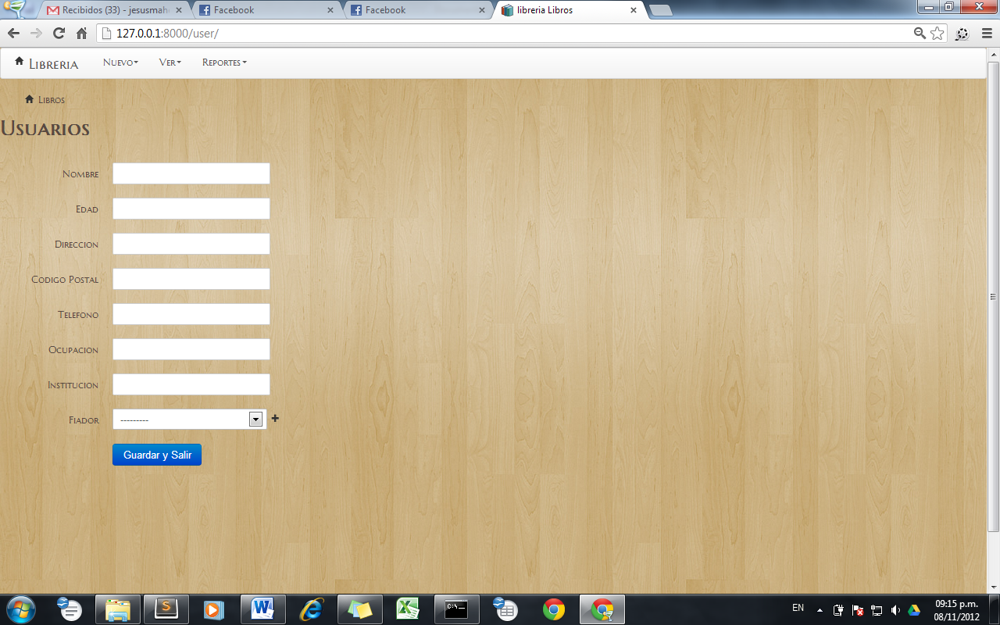 Recibidos (33) - jesusmah
Facebook
Facebook
libreria Libros
127.0.0.1:8000/user/
Libreria Nuevo Ver Reportes
Libros
Usuarios
Nombre
Edad
Direccion
Codigo Postal
Telefono
Ocupacion
Institucion
Fiador ---------
Guardar y Salir
C:\
EN
09:15 p.m.
08/11/2012